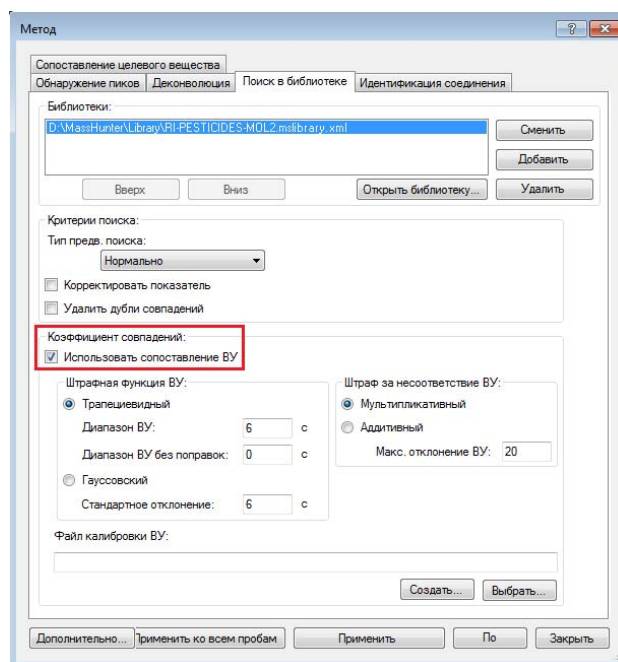 Метод
Сопоставление целевого вещества
Обнаружение пиков Деконволюция Поиск в библиотеке Идентификация соединения
Библиотеки:
D:\MassHunter\Library\RI-PESTICIDES-MOL2.mslibrary.xml
Сменить
Добавить
Вверх Вниз Открыть библиотеку... Удалить
Критерии поиска:
Тип предв. поиска:
Нормально
Корректировать показатель
Удалить дубли совпадений
Коэффициент совпадений:
Использовать сопоставление ВУ
Штрафная функция ВУ: Штраф за несоответствие ВУ:
Трапециевидный Мультипликативный
Диапазон ВУ: 6 с Аддитивный
Диапазон ВУ без поправок: 0 с Макс. отклонение ВУ: 20
Гауссовский
Стандартное отклонение: 6 с
Файл калибровки ВУ:
Создать... Выбрать...
Дополнительно... Применить ко всем пробам Применить По Закрыть